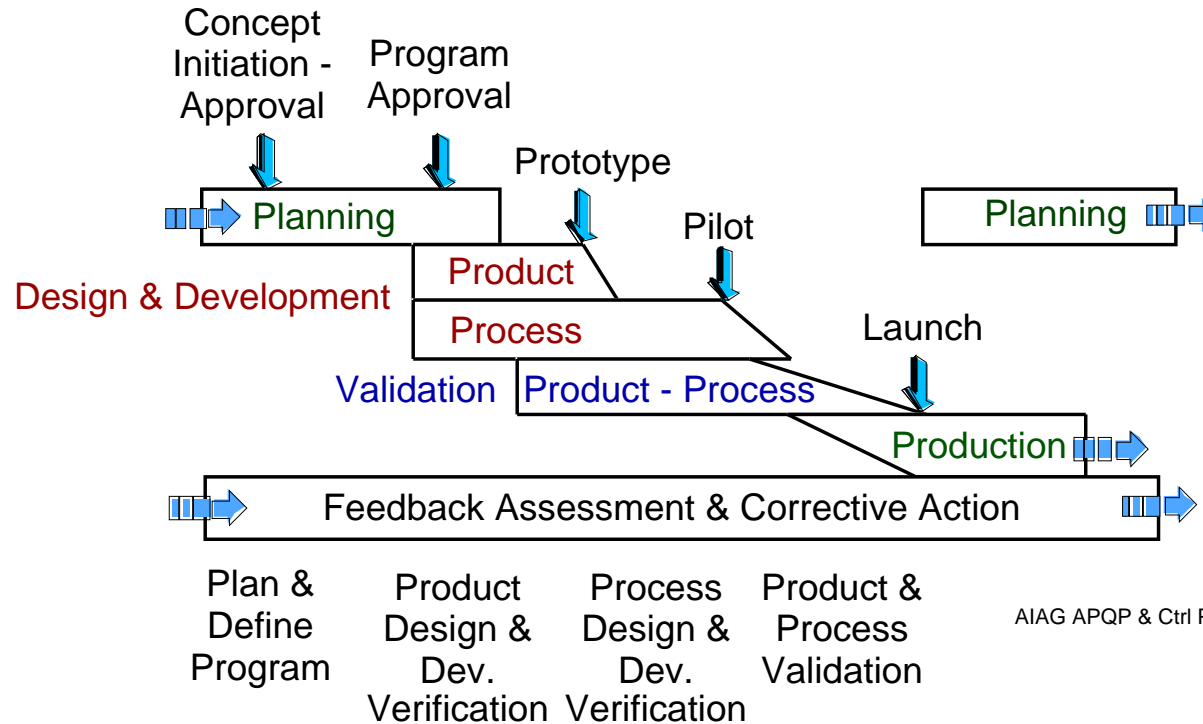 Concept
Initiation -
Approval
Program
Approval
Prototype
Planning
Planning
Pilot
Product
Design & Development
Process
Launch
Validation
Product - Process
Production
Feedback Assessment & Corrective Action
Plan &
Define
Program
Product
Design &
Dev.
Verification
Process
Design &
Dev.
Verification
Product &
Process
Validation
AIAG APQP & Ctrl